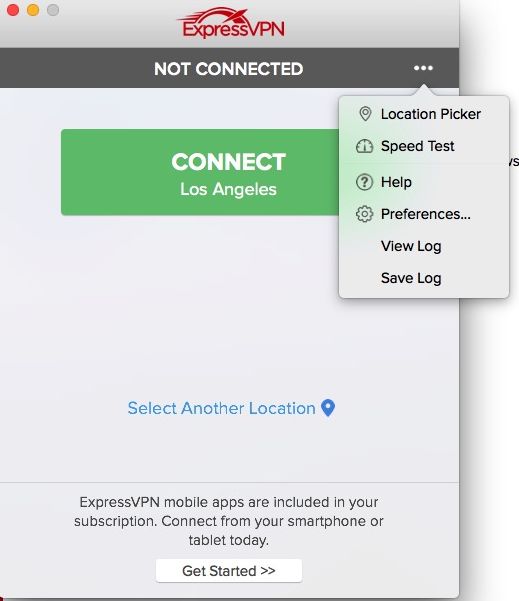 ExpressVPN
NOT CONNECTED
•••
Location Picker
Speed Test
Help
Preferences...
View Log
Save Log
CONNECT
Los Angeles
Select Another Location
ExpressVPN mobile apps are included in your
subscription. Connect from your smartphone or
tablet today.
Get Started >>